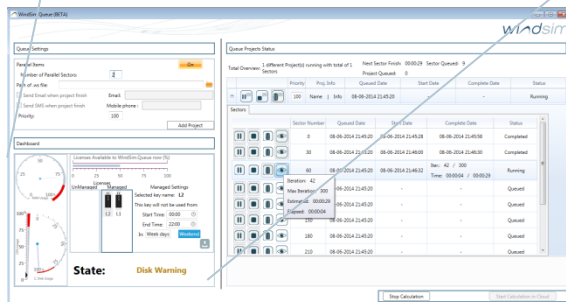 WindSim Queue (BETA)
windsim
Queue Settings
Parallel Items
On
Number of Parallel Sectors
2
Path of .wv file
Send Email when project finish
Email:
Send SMS when project finish
Mobile phone :
Priority:
100
Add Project
Dashboard
Licenses Available to WindSim Queue now (%)
0 25 50 75 100
Licenses
UnManaged Managed
Managed Settings
Selected key name: L2
This key will not be used from:
Start Time: 00:00
End Time: 22:00
In: Week days Weekend
State:
Disk Warning
Queue Projects Status
Total Overview: 1 different Project(s) running with total of 1 Sectors
Next Sector Finish: 00:00:29 Sector Queued: 9
Project Queued: 0
Priority Proj. Info Queued Date Start Date Complete Date Status
100 Name | Info 08-06-2014 21:45:20 - - Running
Sectors
Sector Number Queued Date Start Date Complete Date Status
0 08-06-2014 21:45:20 08-06-2014 21:45:28 08-06-2014 21:45:58 Completed
30 08-06-2014 21:45:20 08-06-2014 21:46:00 08-06-2014 21:46:30 Completed
60 08-06-2014 21:45:20 08-06-2014 21:46:32 Iter.: 42 / 300
Time: 00:00:04 / 00:00:29 Running
Iteration: 42
Max Iteration: 300
Estimated: 00:00:29
Elapsed: 00:00:04
08-06-2014 21:45:20 - - Queued
08-06-2014 21:45:20 - - Queued
150 08-06-2014 21:45:20 - - Queued
180 08-06-2014 21:45:20 - - Queued
210 08-06-2014 21:45:20 - - Queued
Stop Calculation
Start Calculation in Cloud